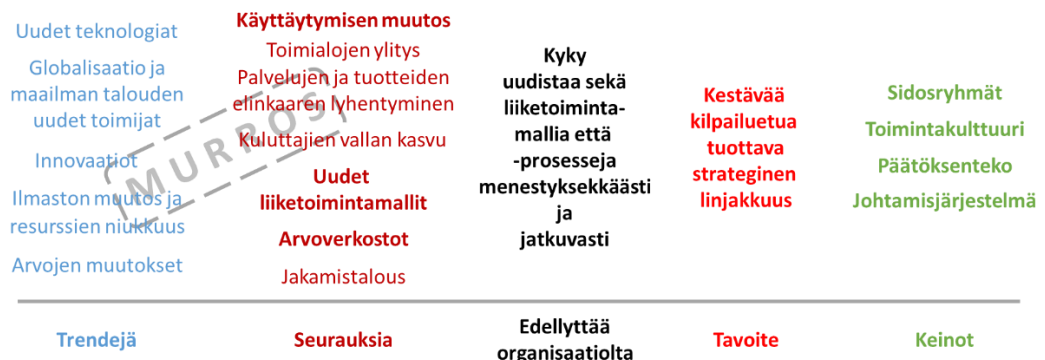 Uudet teknologiat
Globalisaatio ja
maailman talouden
uudet toimijat
Innovaatiot
Ilmaston muutos ja
resurssien niukkuus
Arvojen muutokset
MURROS
Käyttäytymisen muutos
Toimialojen ylitys
Palvelujen ja tuotteiden
elinkaaren lyhentyminen
Kuluttajien vallan kasvu
Uudet
liiketoimintamallit
Arvoverkostot
Jakamistalous
Kyky
uudistaa sekä
liiketoiminta-
mallia että
-prosesseja
menestyksekkäästi
ja
jatkuvasti
Kestävää
kilpailuetua
tuottava
strateginen
linjakkuus
Sidosryhmät
Toimintakulttuuri
Päätöksenteko
Johtamisjärjestelmä
Trendejä
Seurauksia
Edellyttää
organisaatiolta
Tavoite
Keinot